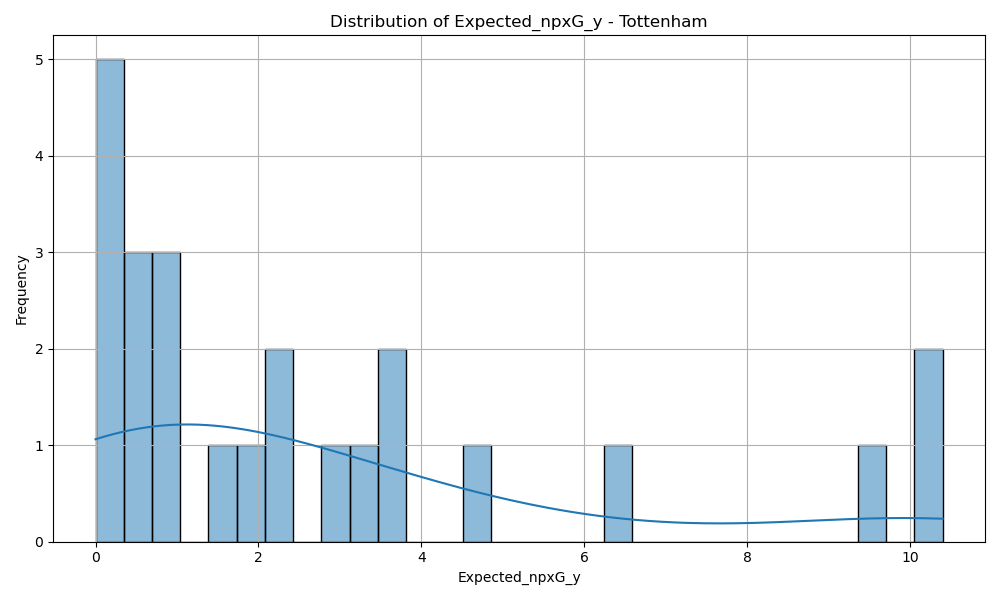 Distribution of Expected_npxG_y - Tottenham
5
4
3
2
1
0
Frequency
0 2 4 6 8 10
Expected_npxG_y